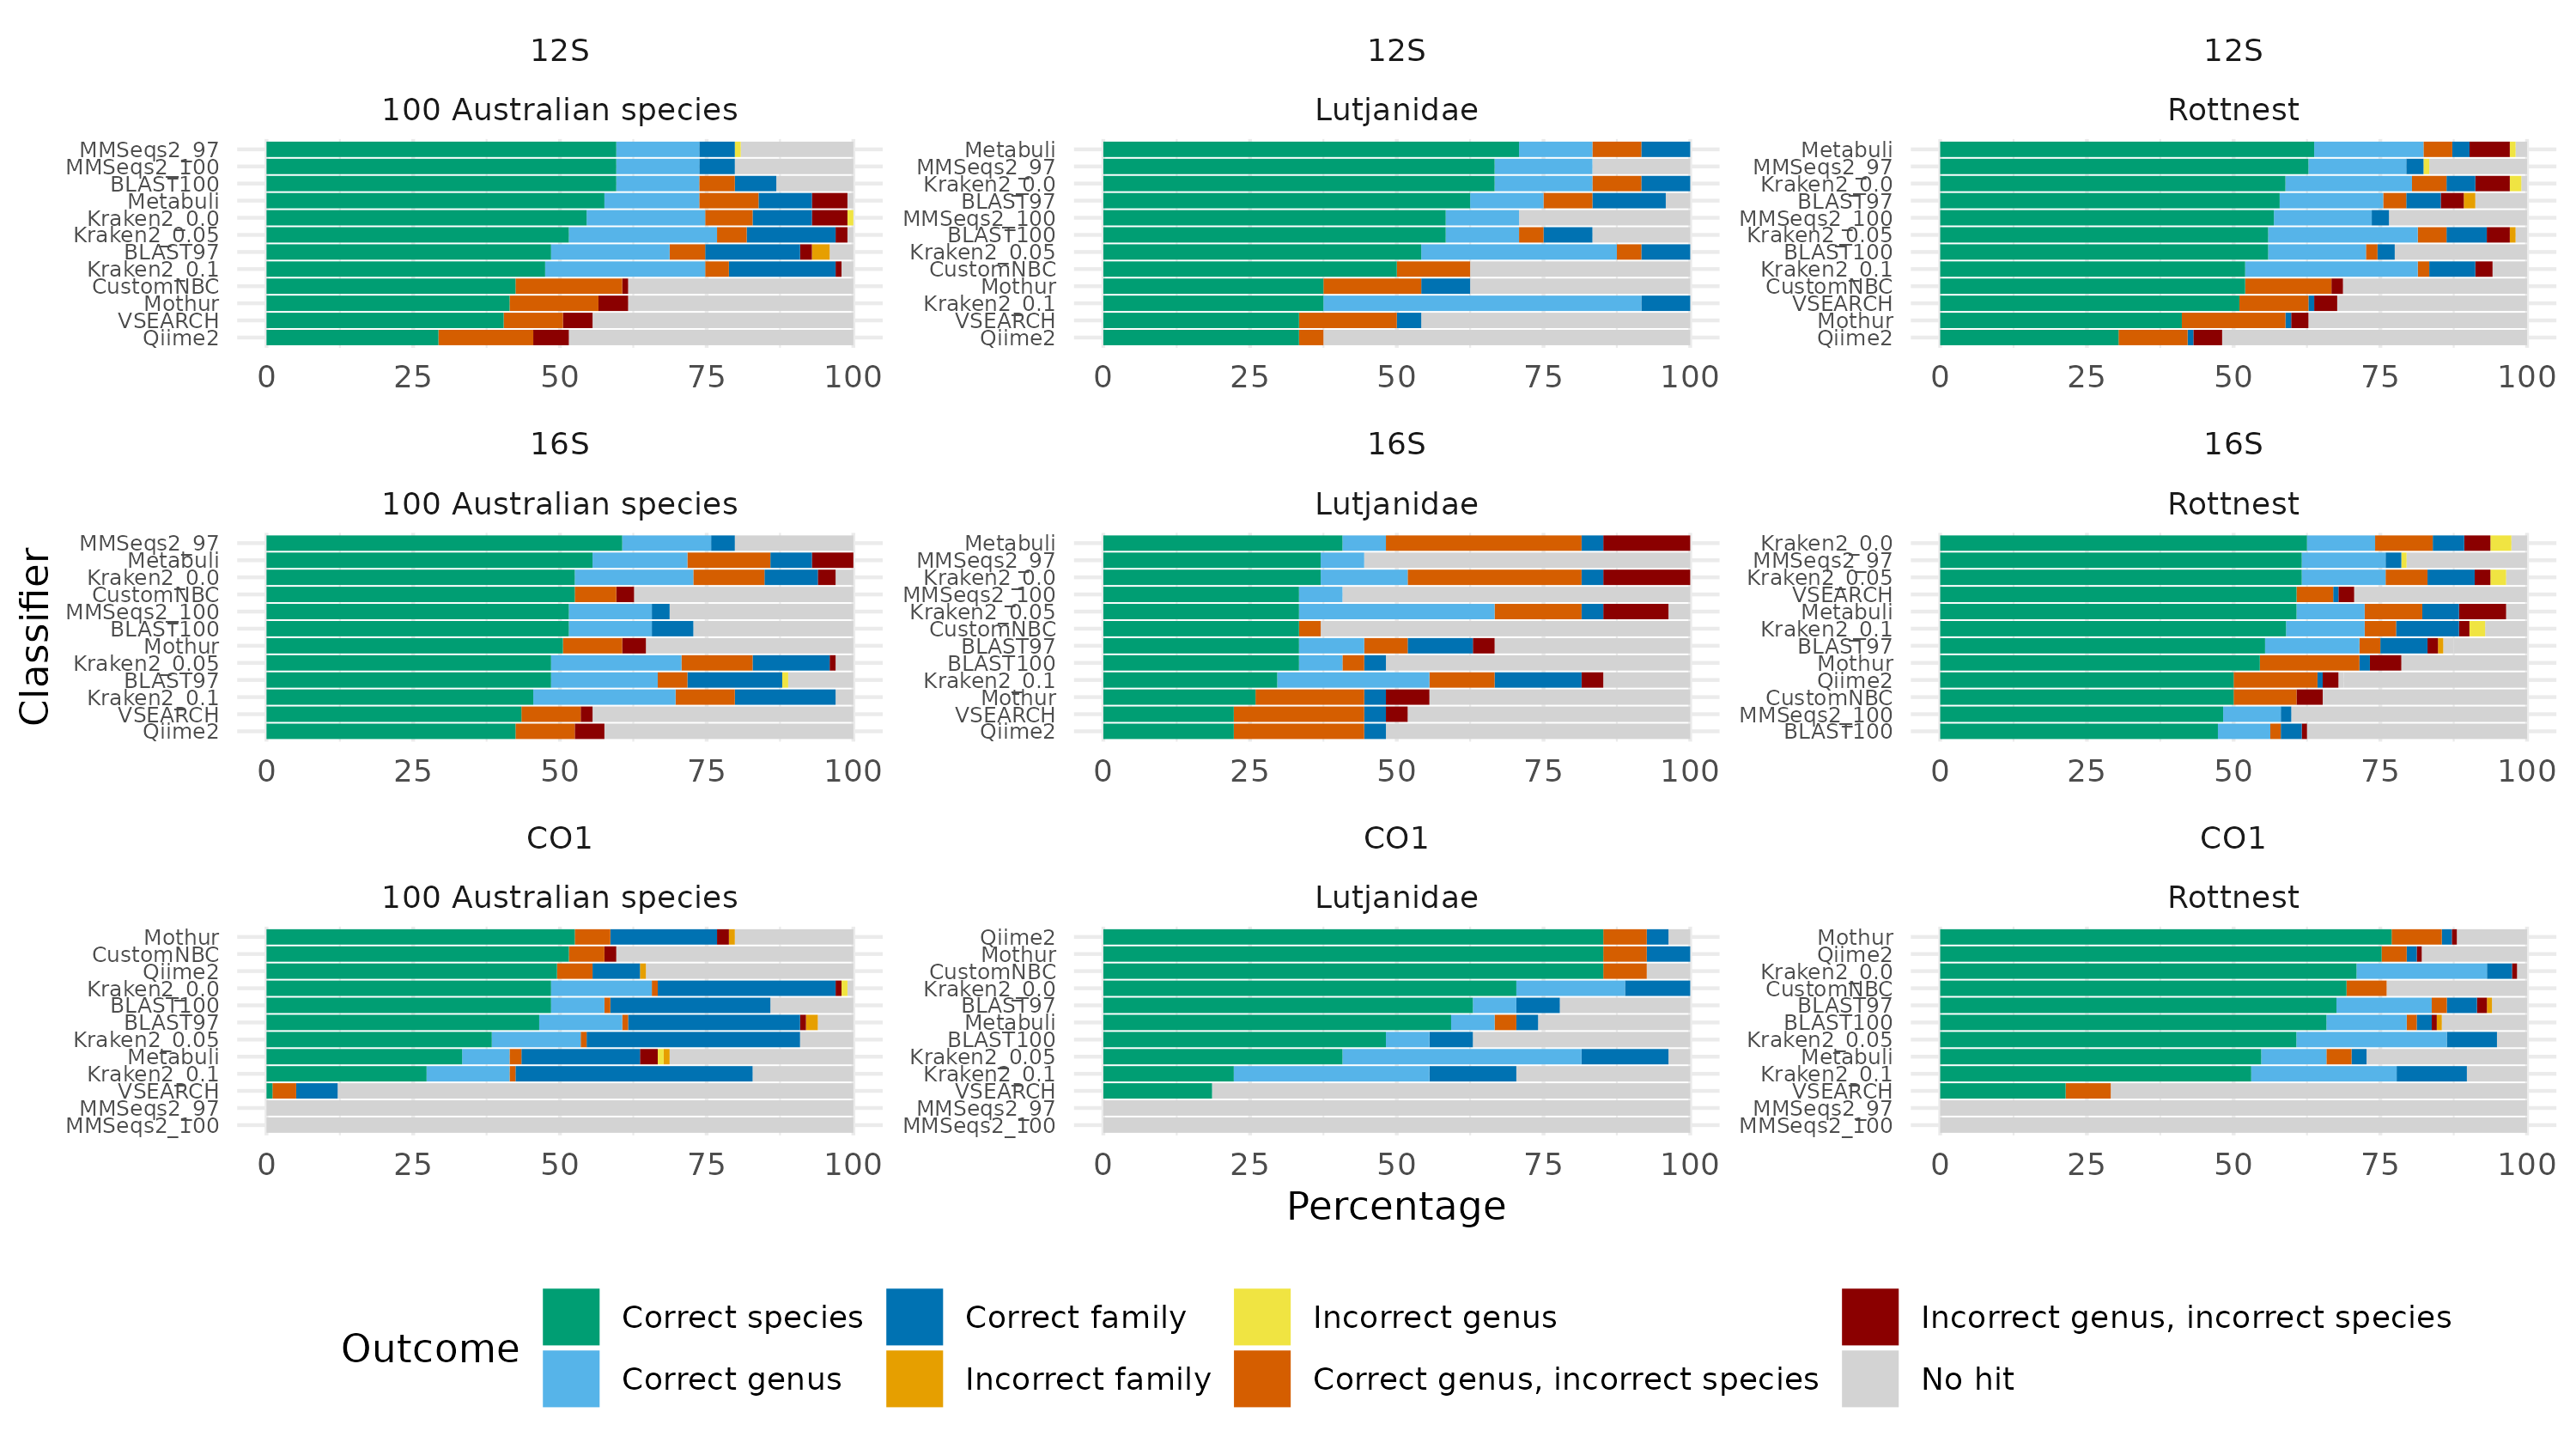 12S
100 Australian species
MMSeqs2_97
MMSeqs2_100
BLAST100
Metabuli
Kraken2_0.0
Kraken2_0.05
BLAST97
Kraken2_0.1
CustomNBC
Mothur
VSEARCH
Qiime2
0 25 50 75 100
12S
Lutjanidae
Metabuli
MMSeqs2_97
Kraken2_0.0
BLAST97
MMSeqs2_100
BLAST100
Kraken2_0.05
CustomNBC
Mothur
Kraken2_0.1
VSEARCH
Qiime2
0 25 50 75 100
12S
Rottnest
Metabuli
MMSeqs2_97
Kraken2_0.0
BLAST97
MMSeqs2_100
Kraken2_0.05
BLAST100
Kraken2_0.1
CustomNBC
VSEARCH
Mothur
Qiime2
0 25 50 75 100
Classifier
16S
100 Australian species
MMSeqs2_97
Metabuli
Kraken2_0.0
CustomNBC
MMSeqs2_100
BLAST100
Mothur
Kraken2_0.05
BLAST97
Kraken2_0.1
VSEARCH
Qiime2
0 25 50 75 100
16S
Lutjanidae
Metabuli
MMSeqs2_97
Kraken2_0.0
MMSeqs2_100
Kraken2_0.05
CustomNBC
BLAST97
BLAST100
Kraken2_0.1
Mothur
VSEARCH
Qiime2
0 25 50 75 100
16S
Rottnest
Kraken2_0.0
MMSeqs2_97
Kraken2_0.05
VSEARCH
Metabuli
Kraken2_0.1
BLAST97
Mothur
Qiime2
CustomNBC
MMSeqs2_100
BLAST100
0 25 50 75 100
CO1
100 Australian species
Mothur
CustomNBC
Qiime2
Kraken2_0.0
BLAST100
BLAST97
Kraken2_0.05
Metabuli
Kraken2_0.1
VSEARCH
MMSeqs2_97
MMSeqs2_100
0 25 50 75 100
CO1
Lutjanidae
Qiime2
Mothur
CustomNBC
Kraken2_0.0
BLAST97
Metabuli
BLAST100
Kraken2_0.05
Kraken2_0.1
VSEARCH
MMSeqs2_97
MMSeqs2_100
0 25 50 75 100
CO1
Rottnest
Mothur
Qiime2
Kraken2_0.0
CustomNBC
BLAST97
BLAST100
Kraken2_0.05
Metabuli
Kraken2_0.1
VSEARCH
MMSeqs2_97
MMSeqs2_100
0 25 50 75 100
Percentage
Outcome
Correct species
Correct genus
Correct family
Incorrect family
Incorrect genus
Correct genus, incorrect species
Incorrect genus, incorrect species
No hit